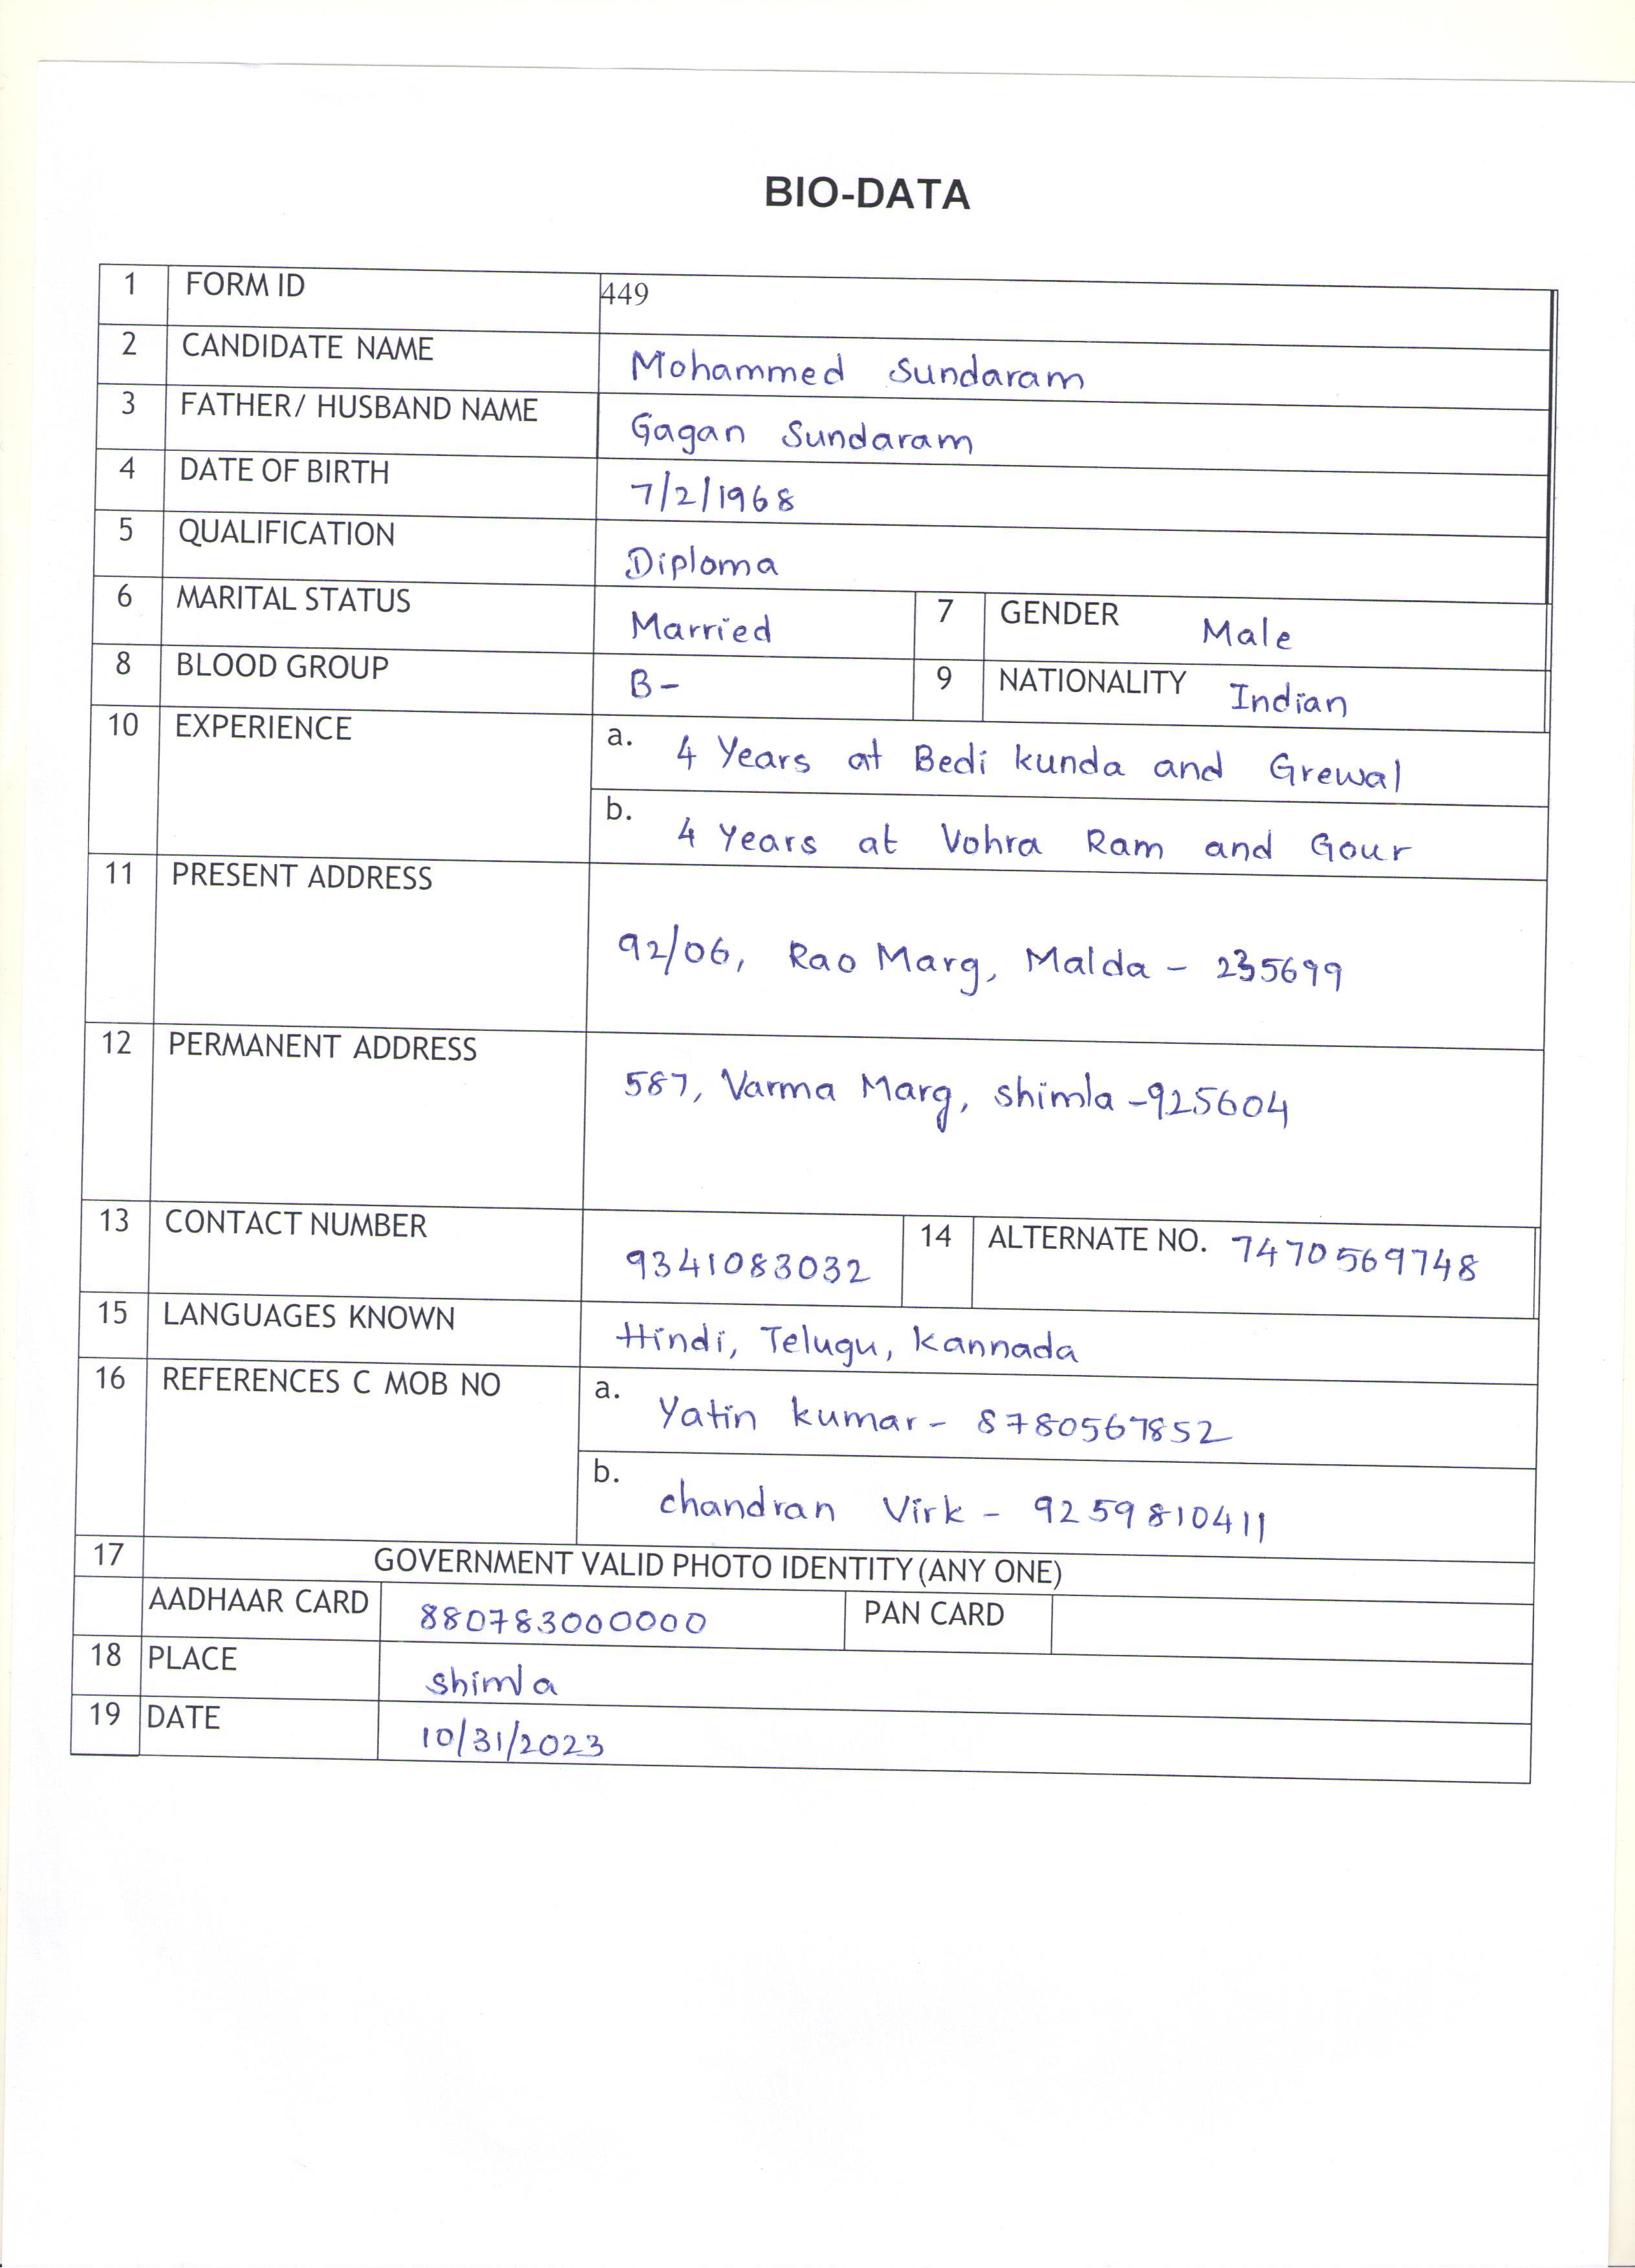 BIO-DATA
1 FORM ID 449
2 CANDIDATE NAME Mohammed Sundaram
3 FATHER/ HUSBAND NAME Gagan Sundaram
4 DATE OF BIRTH 7/2/1968
5 QUALIFICATION Diploma
6 MARITAL STATUS Married 7 GENDER Male
8 BLOOD GROUP B- 9 NATIONALITY Indian
10 EXPERIENCE a. 4 Years at Bedi kunda and Grewal
b. 4 Years at Vohra Ram and Gour
11 PRESENT ADDRESS
92/06, Rao Marg, Malda - 235699
12 PERMANENT ADDRESS
587, Varma Marg, shimla -925604
13 CONTACT NUMBER 9341083032 14 ALTERNATE NO. 7470569748
15 LANGUAGES KNOWN Hindi, Telugu, kannada
16 REFERENCES C MOB NO a. Yatin kumar - 8780567852
b. chandran Virk - 9259810411
17 GOVERNMENT VALID PHOTO IDENTITY (ANY ONE)
AADHAAR CARD 880783000000 PAN CARD
18 PLACE shimla
19 DATE 10/31/2023